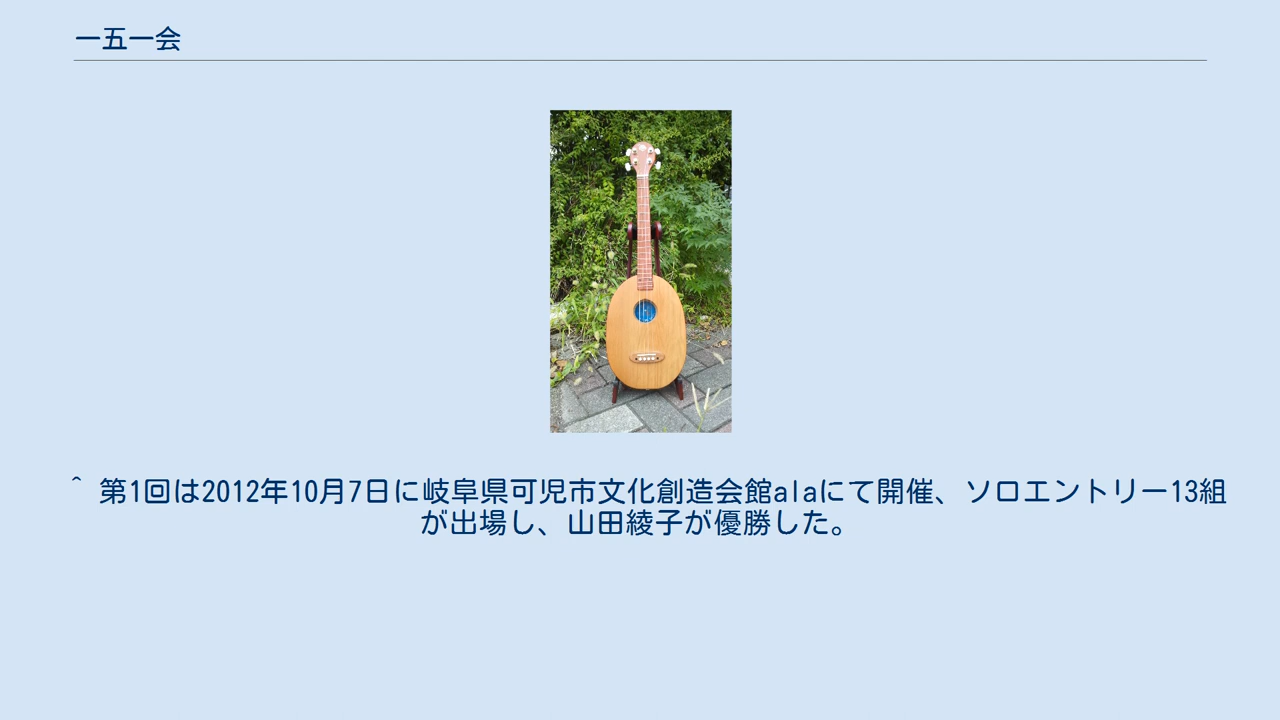 一五一会
^ 第1回は2012年10月7日に岐阜県可児市文化創造会館alaにて開催、ソロエントリー13組
が出場し、山田綾子が優勝した。